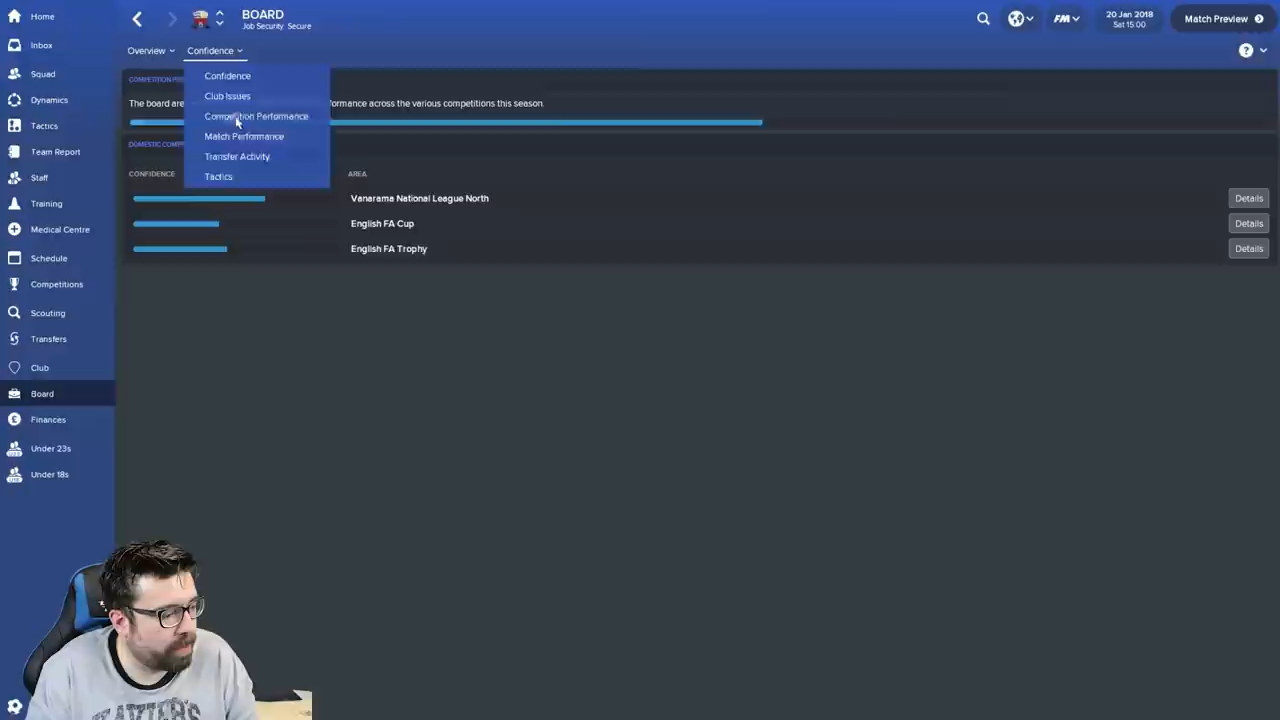 Home
Inbox
Squad
Dynamics
Tactics
Team Report
Staff
Training
Medical Centre
Schedule
Competitions
Scouting
Transfers
Club
Board
Finances
Under 23s
Under 18s
BOARD
Job Security Secure
FM
20 Jan 2018
Sat 15:00
Match Preview
Overview
Confidence
Confidence
Club Issues
Competition Performance
Match Performance
Transfer Activity
Tactics
The board are formance across the various competitions this season.
CONFIDENCE AREA
Vanarama National League North Details
English FA Cup Details
English FA Trophy Details